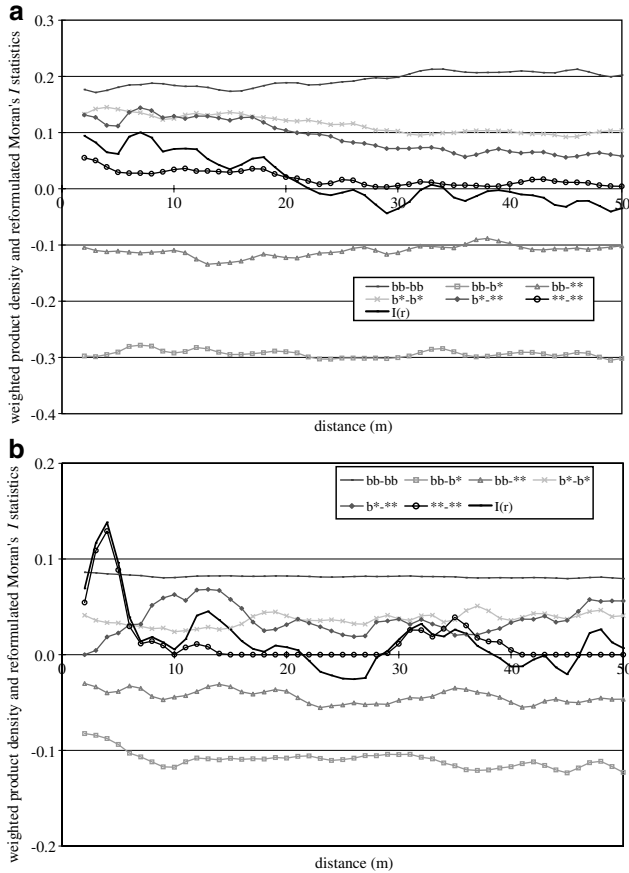 a
weighted product density and reformulated Moran's I statistics
0.3
0.2
0.1
0.0
-0.1
-0.2
-0.3
-0.4
0 10 20 30 40 50
bb-bb bb-b* bb-**
b*-b* b*-** **-**
I(r)
distance (m)
b
weighted product density and reformulated Moran's I statistics
0.2
0.1
0.0
-0.1
-0.2
0 10 20 30 40 50
bb-bb bb-b* bb-** b*-b*
b*-** **-** I(r)
distance (m)